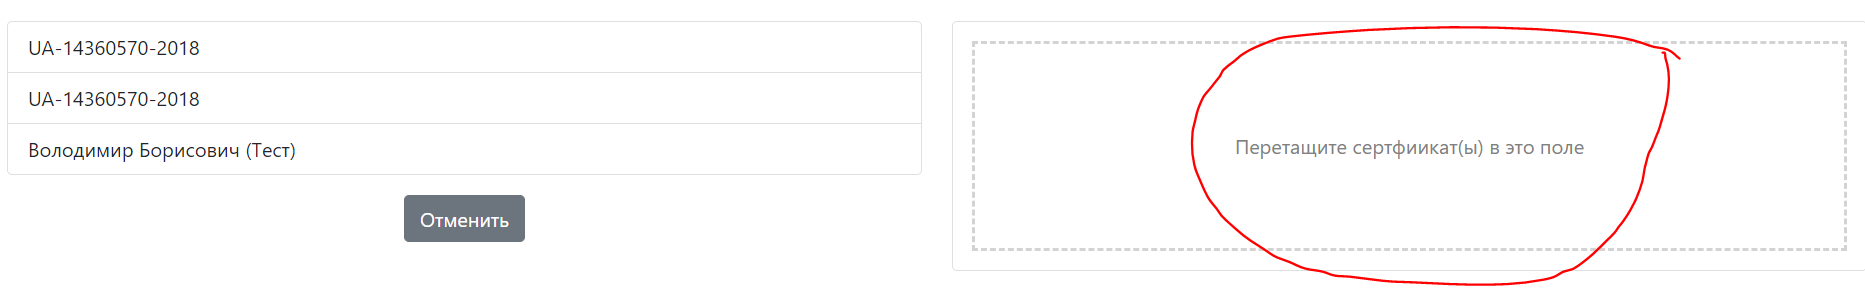 UA-14360570-2018
UA-14360570-2018
Володимир Борисович (Тест)
Отменить
Перетащите сертфиикат(ы) в это поле